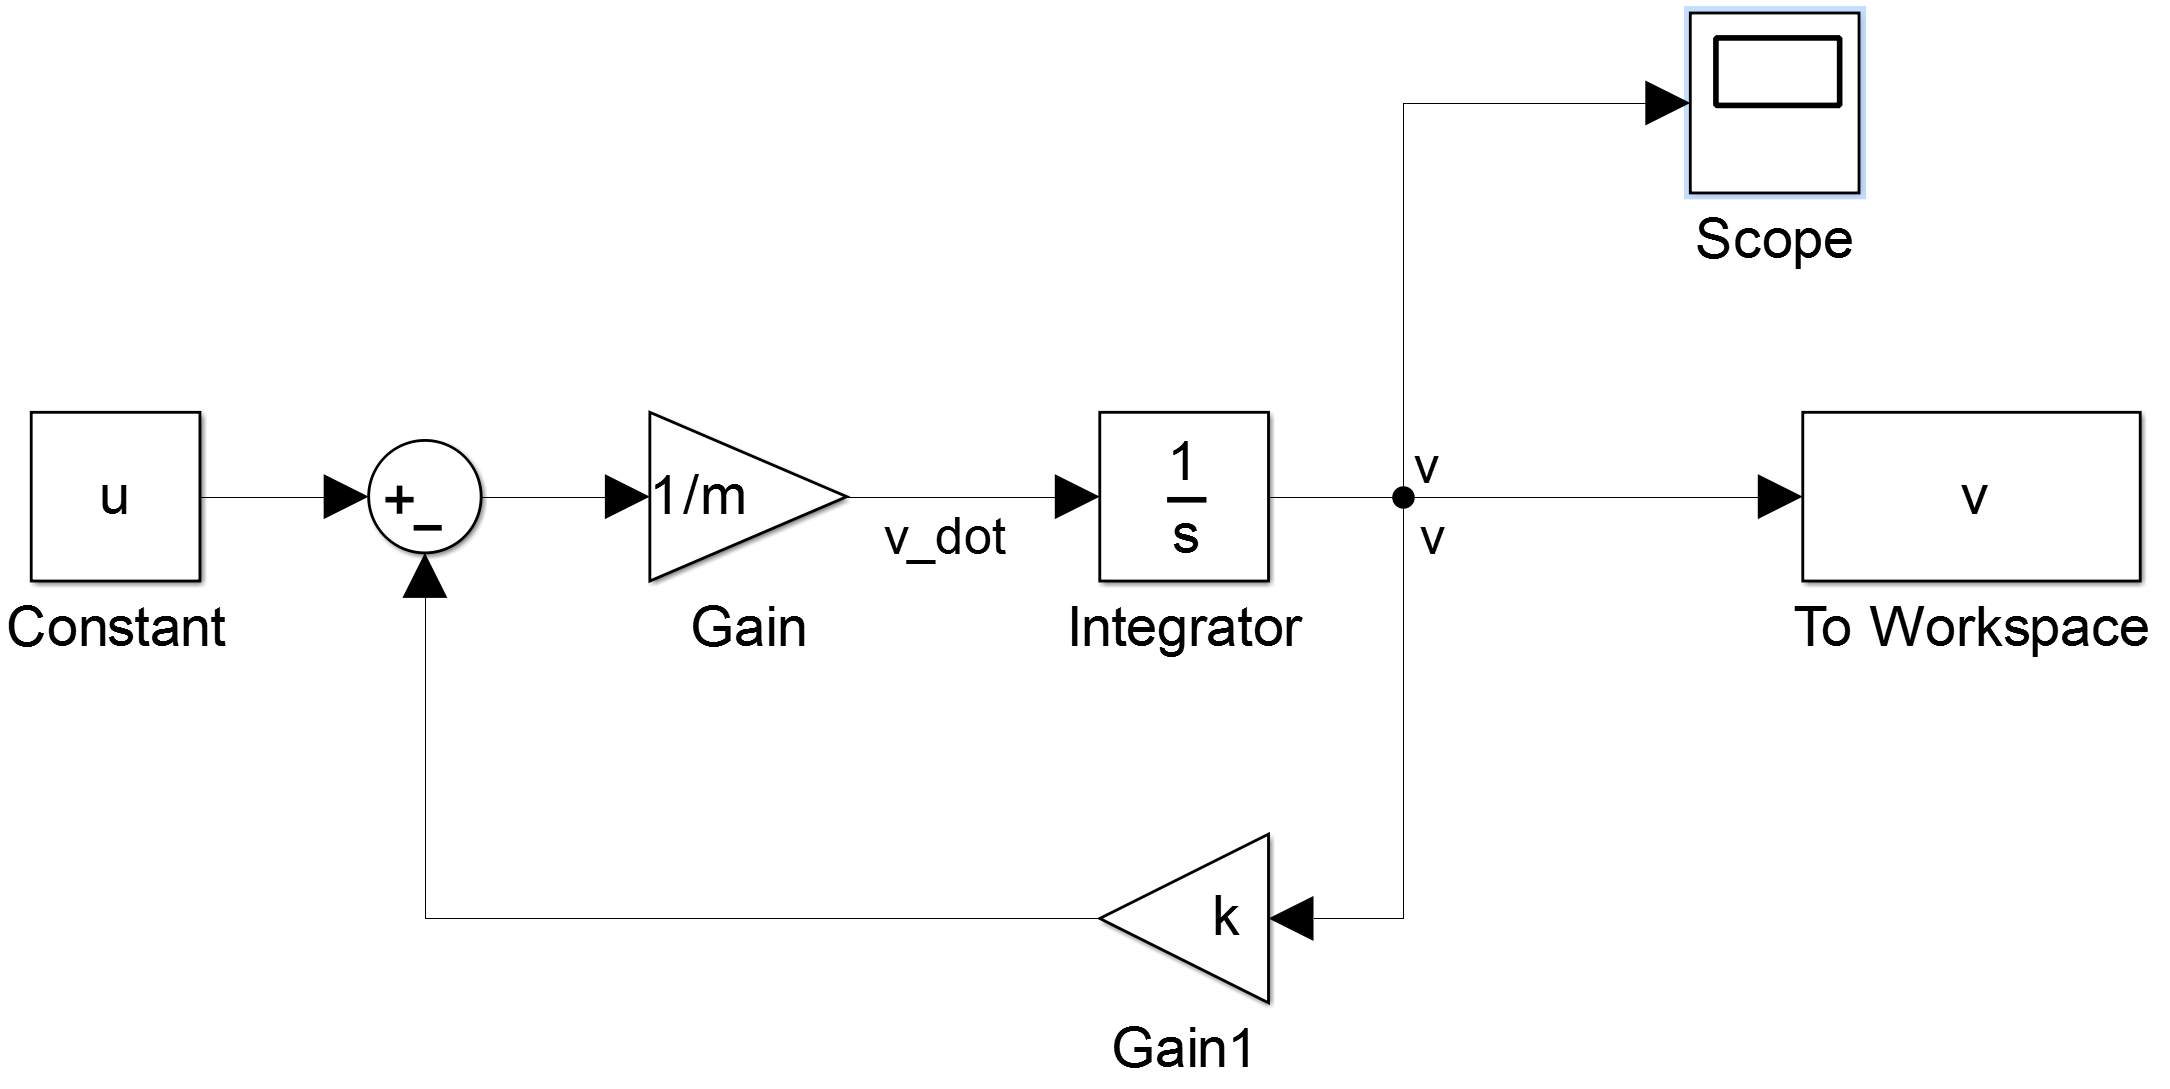 Scope
u
+
−
1/m
v_dot
1
s
v
v
v
Constant
Gain
Integrator
To Workspace
k
Gain1